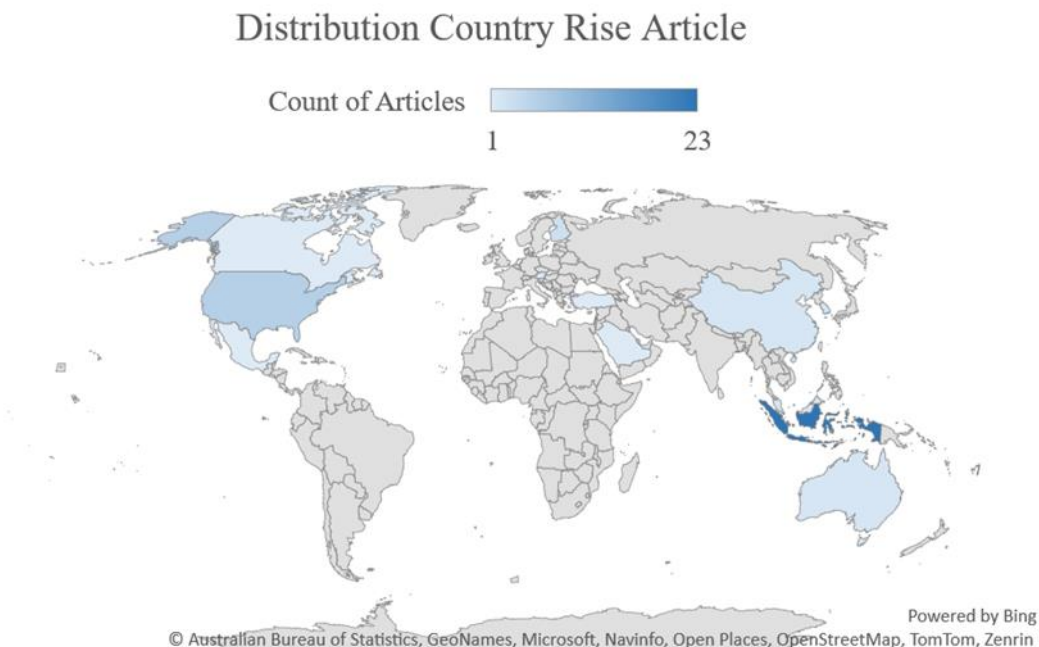 Distribution Country Rise Article
Count of Articles
1 23
Powered by Bing
© Australian Bureau of Statistics, GeoNames, Microsoft, Navinfo, Open Places, OpenStreetMap, TomTom, Zenrin